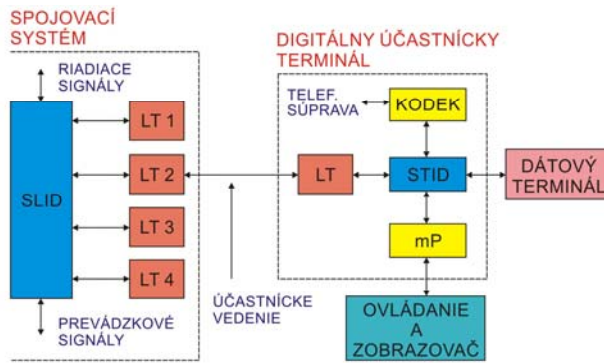 SPOJOVACÍ
SYSTÉM
RIADIACE
SIGNÁLY
SLID
LT 1
LT 2
LT 3
LT 4
PREVÁDZKOVÉ
SIGNÁLY
ÚČASTNÍCKE
VEDENIE
DIGITÁLNY ÚČASTNÍCKY
TERMINÁL
TELEF.
SÚPRAVA
KODEK
LT
STID
mP
DÁTOVÝ
TERMINÁL
OVLÁDANIE
A
ZOBRAZOVAČ